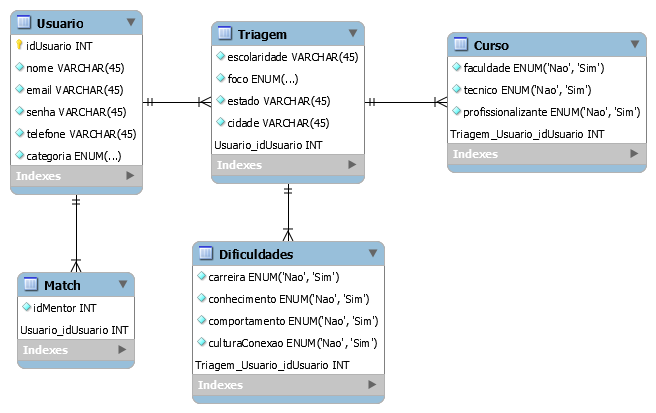 Usuario
idUsuario INT
nome VARCHAR(45)
email VARCHAR(45)
senha VARCHAR(45)
telefone VARCHAR(45)
categoria ENUM(...)
Indexes
Triagem
escolaridade VARCHAR(45)
foco ENUM(...)
estado VARCHAR(45)
cidade VARCHAR(45)
Usuario_idUsuario INT
Indexes
Curso
faculdade ENUM('Nao', 'Sim')
tecnico ENUM('Nao', 'Sim')
profissionalizante ENUM('Nao', 'Sim')
Triagem_Usuario_idUsuario INT
Indexes
Match
idMentor INT
Usuario_idUsuario INT
Indexes
Dificuldades
carreira ENUM('Nao', 'Sim')
conhecimento ENUM('Nao', 'Sim')
comportamento ENUM('Nao', 'Sim')
culturaConexao ENUM('Nao', 'Sim')
Triagem_Usuario_idUsuario INT
Indexes